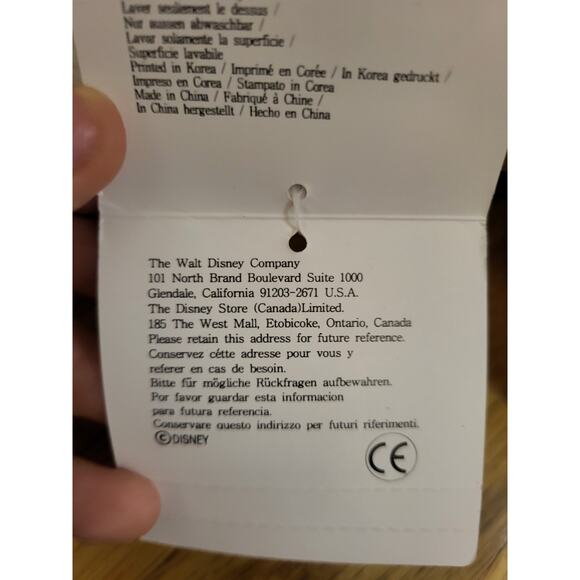 Laver seulement le dessus /
Nur aussen abwaschbar /
Lavar solamente la superficie /
Superficie lavabile
Printed in Korea / Imprimé en Corée / In Korea gedruckt /
Impreso en Corea / Stampato in Corea
Made in China / Fabriqué à Chine /
In China hergestellt / Hecho en China
The Walt Disney Company
101 North Brand Boulevard Suite 1000
Glendale, California 91203-2671 U.S.A.
The Disney Store (Canada)Limited.
185 The West Mall, Etobicoke, Ontario, Canada
Please retain this address for future reference.
Conservez cétte adresse pour vous y
referer en cas de besoin.
Bitte für mögliche Rückfragen aufbewahren.
Por favor guardar esta informacion
para futura referencia.
Conservare questo indirizzo per futuri riferimenti.
©DISNEY
CE